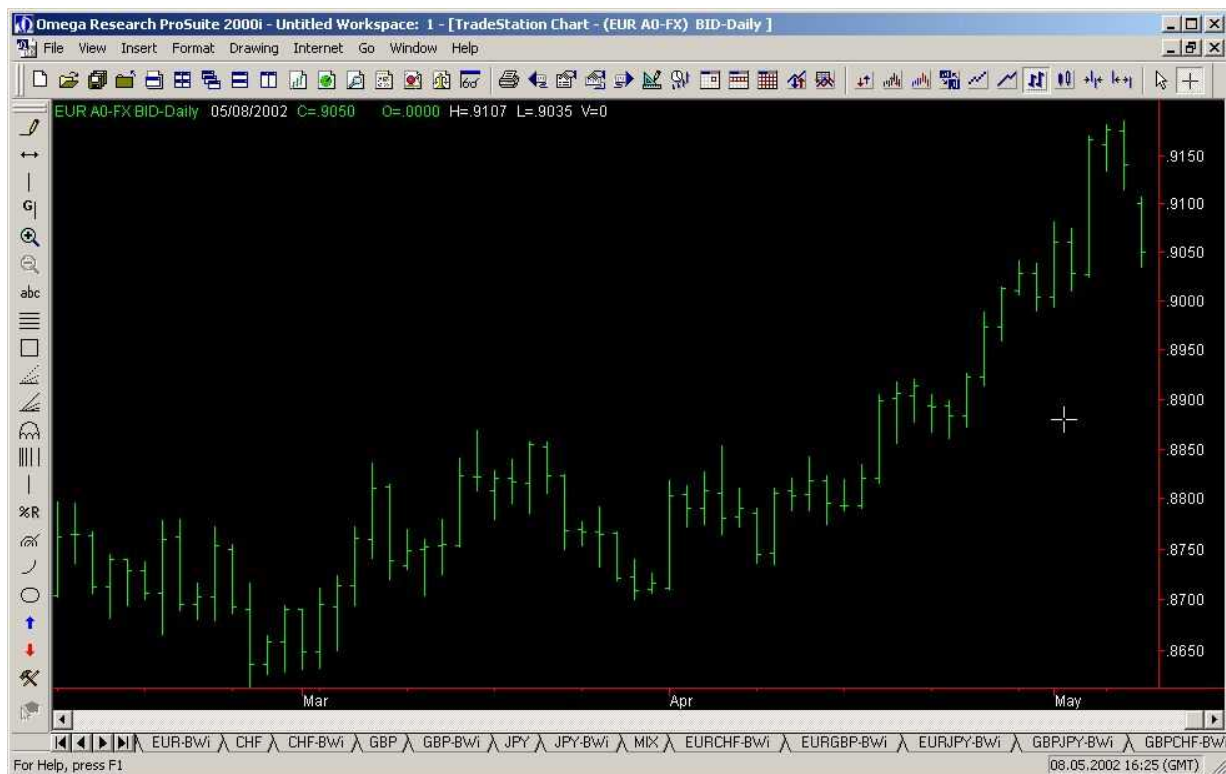 Omega Research ProSuite 2000i - Untitled Workspace: 1 - [TradeStation Chart - (EUR A0-FX) BID-Daily ]
File View Insert Format Drawing Internet Go Window Help
EUR A0-FX BID-Daily 05/08/2002 C=.9050 O=.0000 H=.9107 L=.9035 V=0
.9150
.9100
.9050
.9000
.8950
.8900
.8850
.8800
.8750
.8700
.8650
G
abc
%R
Mar Apr May
EUR-BWi CHF CHF-BWi GBP GBP-BWi JPY JPY-BWi MIX EURCHF-BWi EURGBP-BWi EURJPY-BWi GBPJPY-BWi GBPCHF-BW
For Help, press F1 08.05.2002 16:25 (GMT)